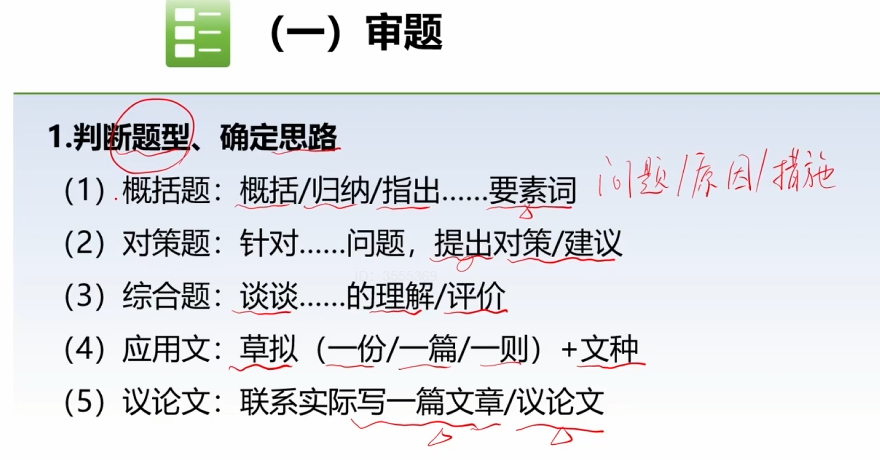 （一）审题
1.判断题型、确定思路
（1）概括题：概括/归纳/指出……要素词 问题/原因/措施
（2）对策题：针对……问题，提出对策/建议
（3）综合题：谈谈……的理解/评价
（4）应用文：草拟（一份/一篇/一则）+文种
（5）议论文：联系实际写一篇文章/议论文